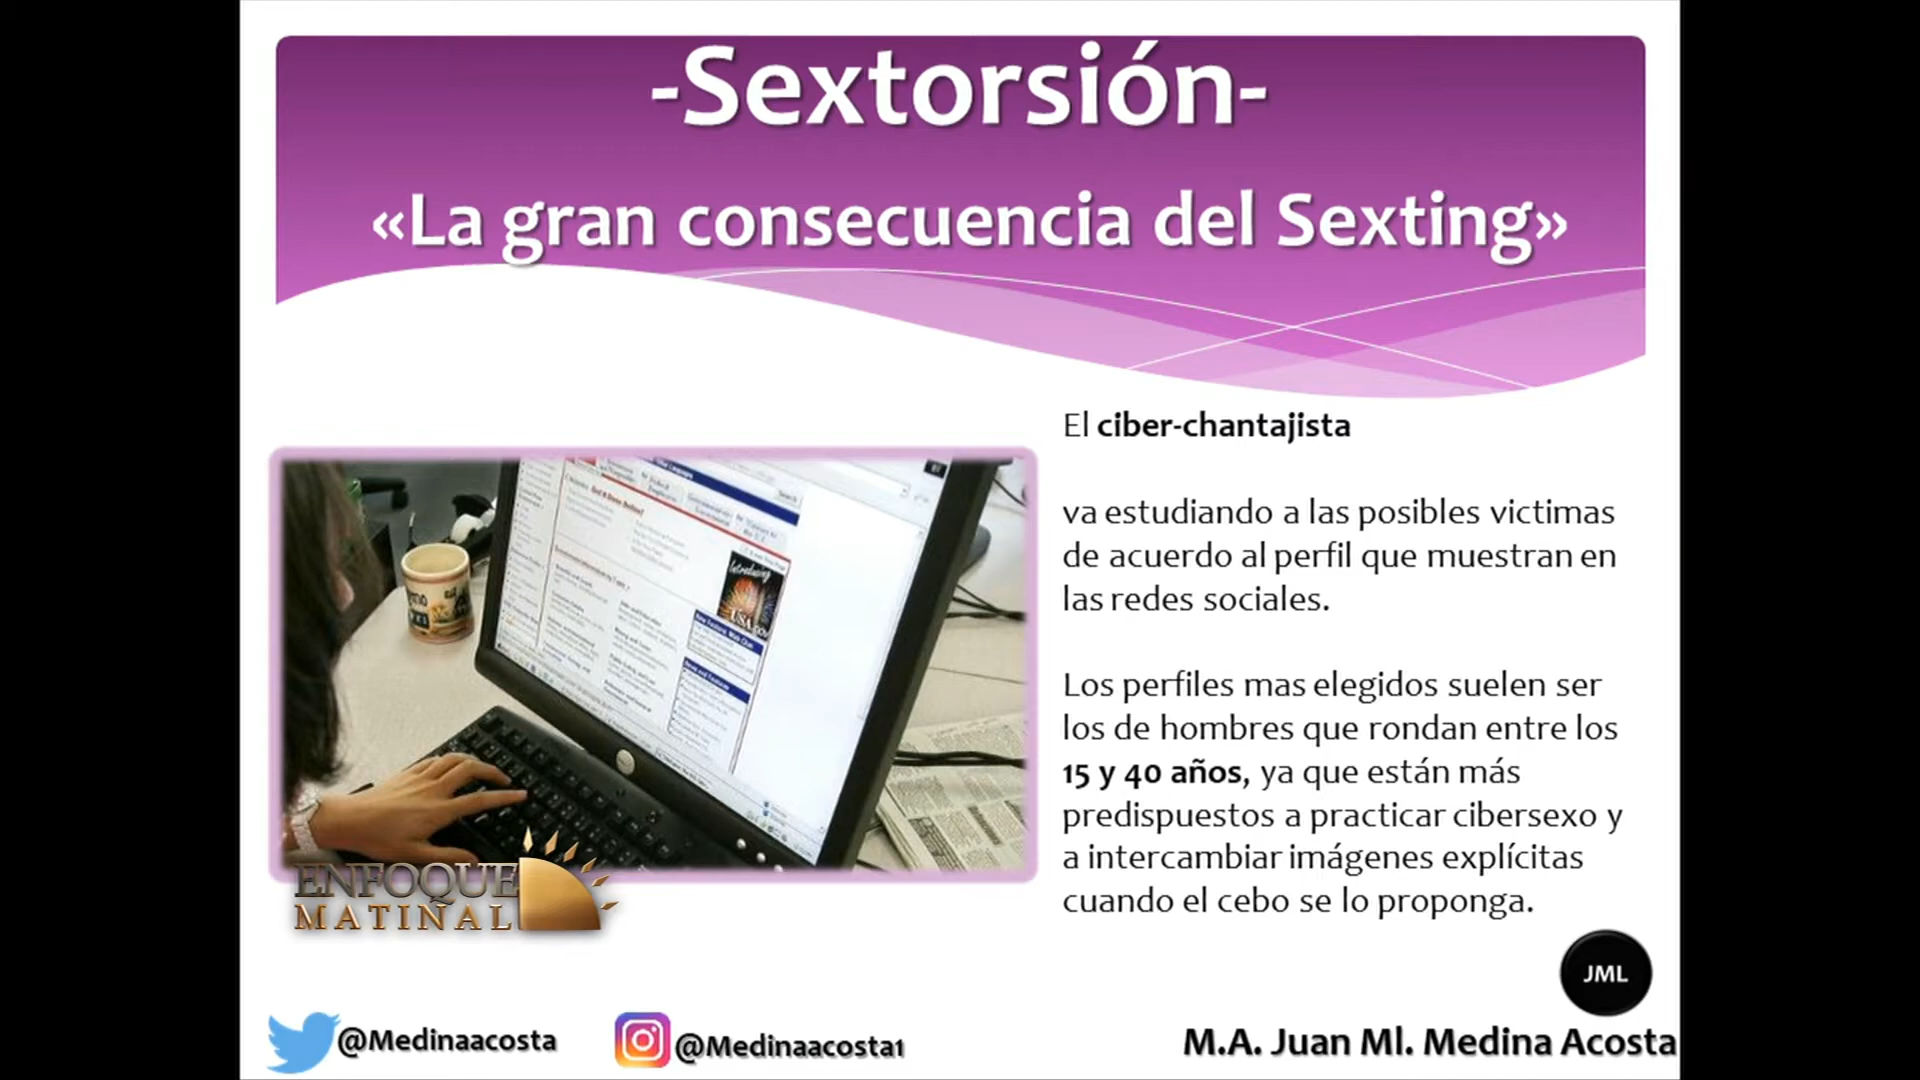 -Sextorsión-
«La gran consecuencia del Sexting»
El ciber-chantajista
va estudiando a las posibles victimas
de acuerdo al perfil que muestran en
las redes sociales.
Los perfiles mas elegidos suelen ser
los de hombres que rondan entre los
15 y 40 años, ya que están más
predispuestos a practicar cibersexo y
a intercambiar imágenes explícitas
cuando el cebo se lo proponga.
Introducing
USA.gov
ENFOQUE
MATINAL
JML
@Medinaacosta
@Medinaacosta1
M.A. Juan Ml. Medina Acosta